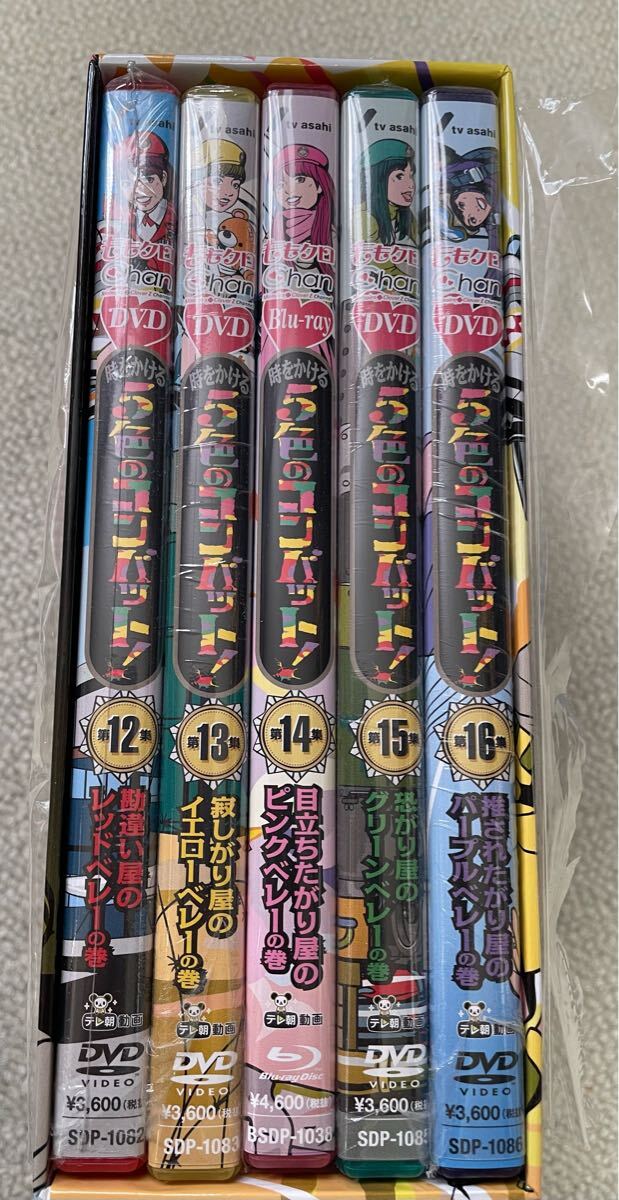 tv asahi
ももクロ
Chan
DVD
時をかける
5色のコンバット!
第12集
勘違い屋の
レッドベレーの巻
テレ朝動画
DVD
VIDEO
¥3,600(税抜)
SDP-1082
tv asahi
ももクロ
Chan
DVD
時をかける
5色のコンバット!
第13集
寂しがり屋の
イエローベレーの巻
テレ朝動画
DVD
VIDEO
¥3,600(税抜)
SDP-1083
tv asahi
ももクロ
Chan
Blu-ray
時をかける
5色のコンバット!
第14集
目立ちたがり屋の
ピンクベレーの巻
テレ朝動画
Blu-ray Disc
¥4,600(税抜)
BSDP-1038
tv asahi
ももクロ
Chan
DVD
時をかける
5色のコンバット!
第15集
恐がり屋の
グリーンベレーの巻
テレ朝動画
DVD
VIDEO
¥3,600(税抜)
SDP-1085
tv asahi
ももクロ
Chan
DVD
時をかける
5色のコンバット!
第16集
推されたがり屋の
パープルベレーの巻
テレ朝動画
DVD
VIDEO
¥3,600(税抜)
SDP-1086